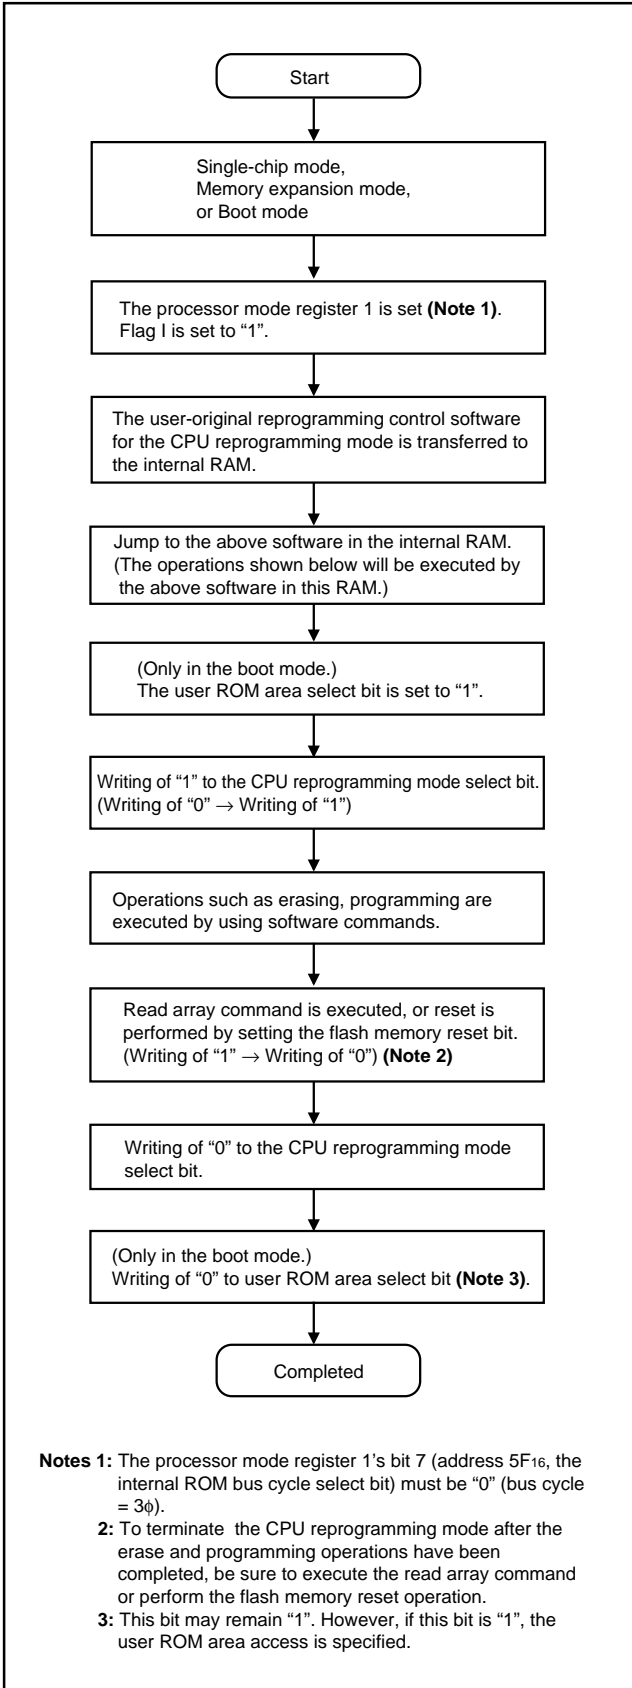 Start
Single-chip mode,
Memory expansion mode,
or Boot mode
The processor mode register 1 is set (Note 1).
Flag I is set to “1”.
The user-original reprogramming control software
for the CPU reprogramming mode is transferred to
the internal RAM.
Jump to the above software in the internal RAM.
(The operations shown below will be executed by
the above software in this RAM.)
(Only in the boot mode.)
The user ROM area select bit is set to “1”.
Writing of “1” to the CPU reprogramming mode select bit.
(Writing of “0” → Writing of “1”)
Operations such as erasing, programming are
executed by using software commands.
Read array command is executed, or reset is
performed by setting the flash memory reset bit.
(Writing of “1” → Writing of “0”) (Note 2)
Writing of “0” to the CPU reprogramming mode
select bit.
(Only in the boot mode.)
Writing of “0” to user ROM area select bit (Note 3).
Completed
Notes 1: The processor mode register 1’s bit 7 (address 5F16, the
internal ROM bus cycle select bit) must be “0” (bus cycle
= 3ϕ).
2: To terminate the CPU reprogramming mode after the
erase and programming operations have been
completed, be sure to execute the read array command
or perform the flash memory reset operation.
3: This bit may remain “1”. However, if this bit is “1”, the
user ROM area access is specified.